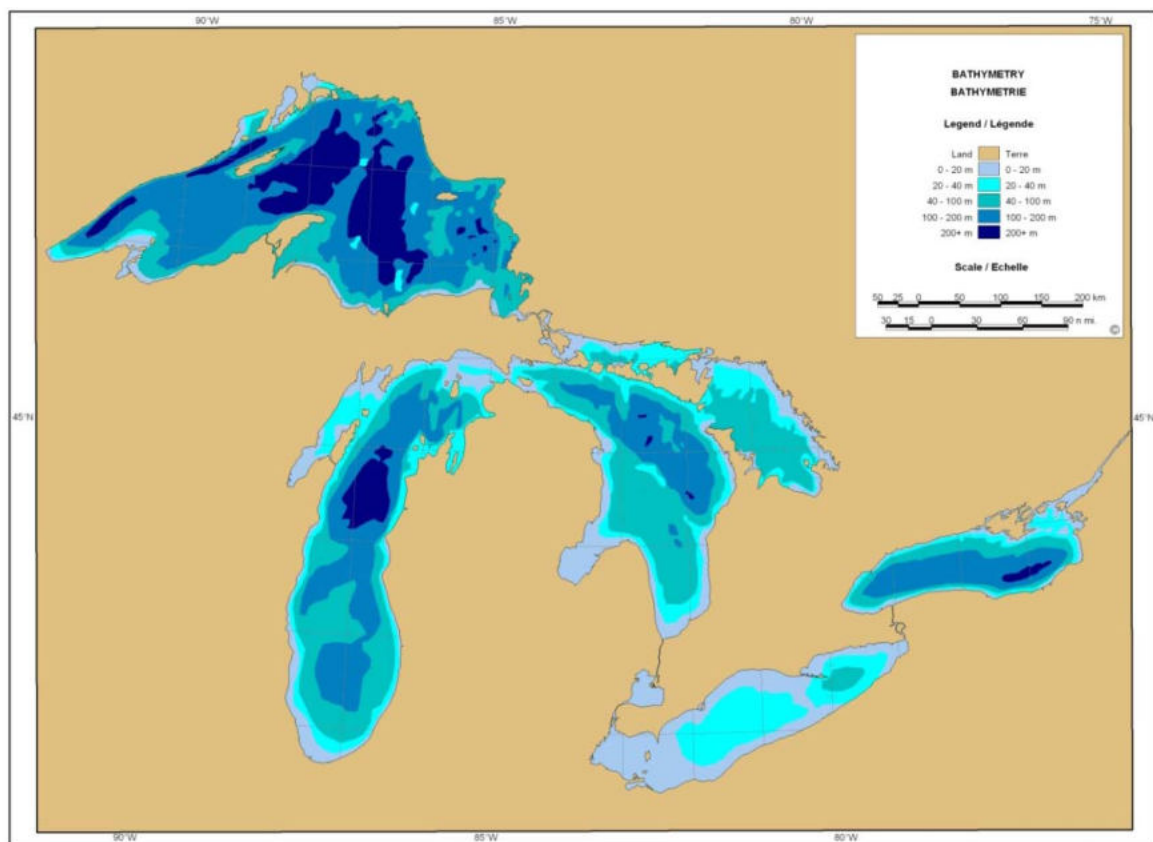 90°W 85°W 80°W 75°W
BATHYMETRY
BATHYMETRIE
Legend / Légende
Land Terre
0 - 20 m 0 - 20 m
20 - 40 m 20 - 40 m
40 - 100 m 40 - 100 m
100 - 200 m 100 - 200 m
200+ m 200+ m
Scale / Echelle
50 25 0 50 100 150 200 km
30 15 0 30 60 90 n mi.
©
45°N 45°N
90°W 85°W 80°W